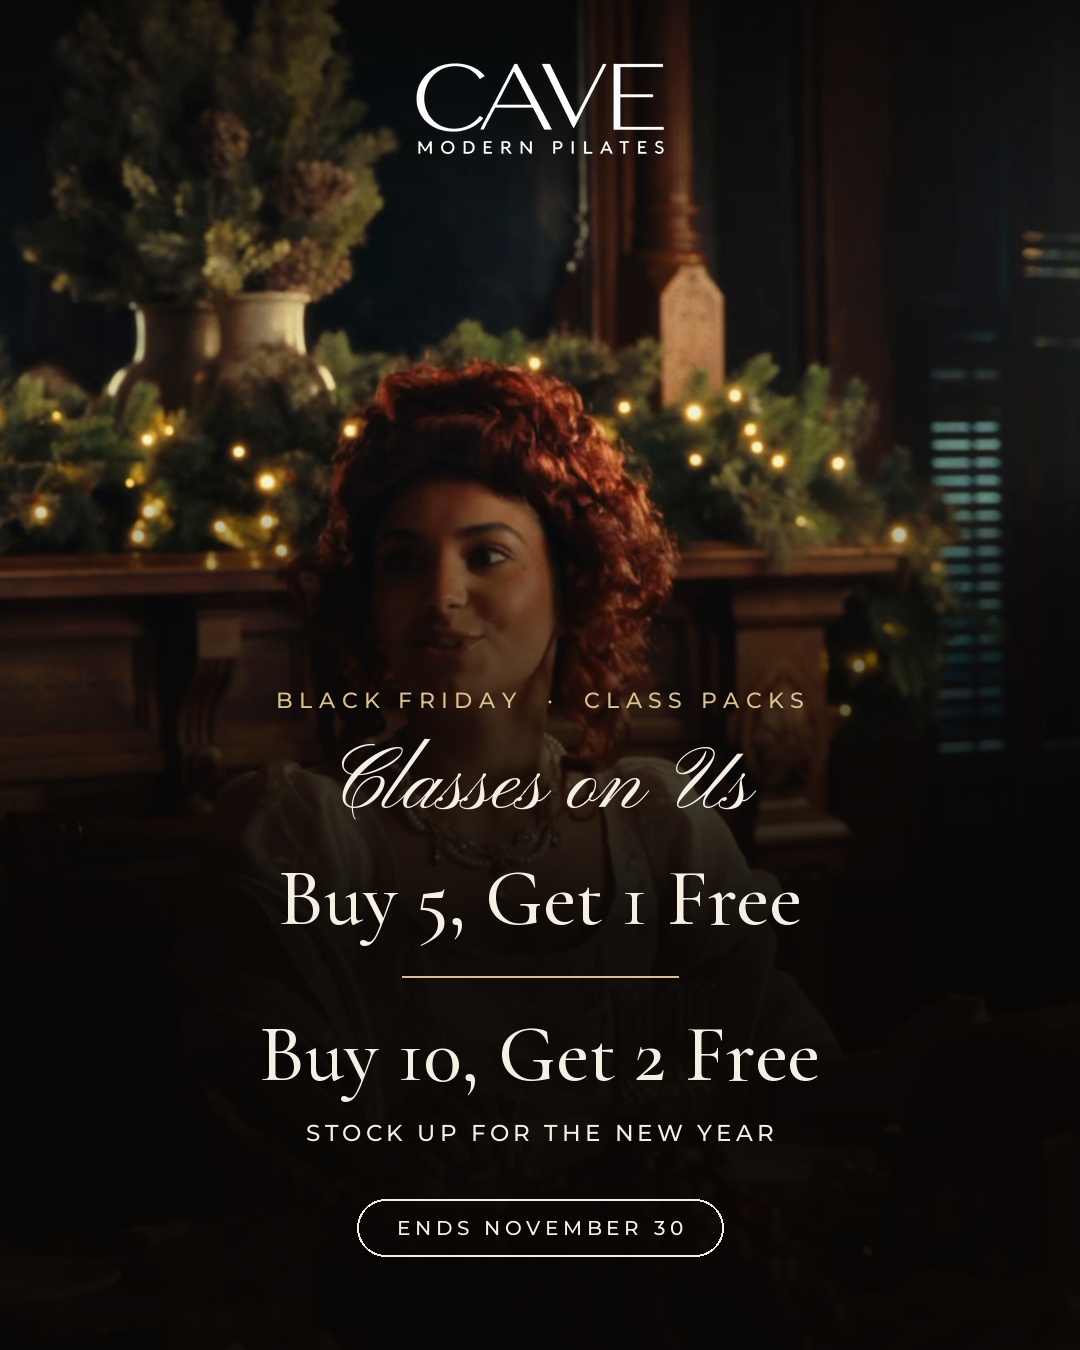 CAVE
MODERN PILATES
BLACK FRIDAY · CLASS PACKS
Classes on Us
Buy 5, Get 1 Free
Buy 10, Get 2 Free
STOCK UP FOR THE NEW YEAR
ENDS NOVEMBER 30